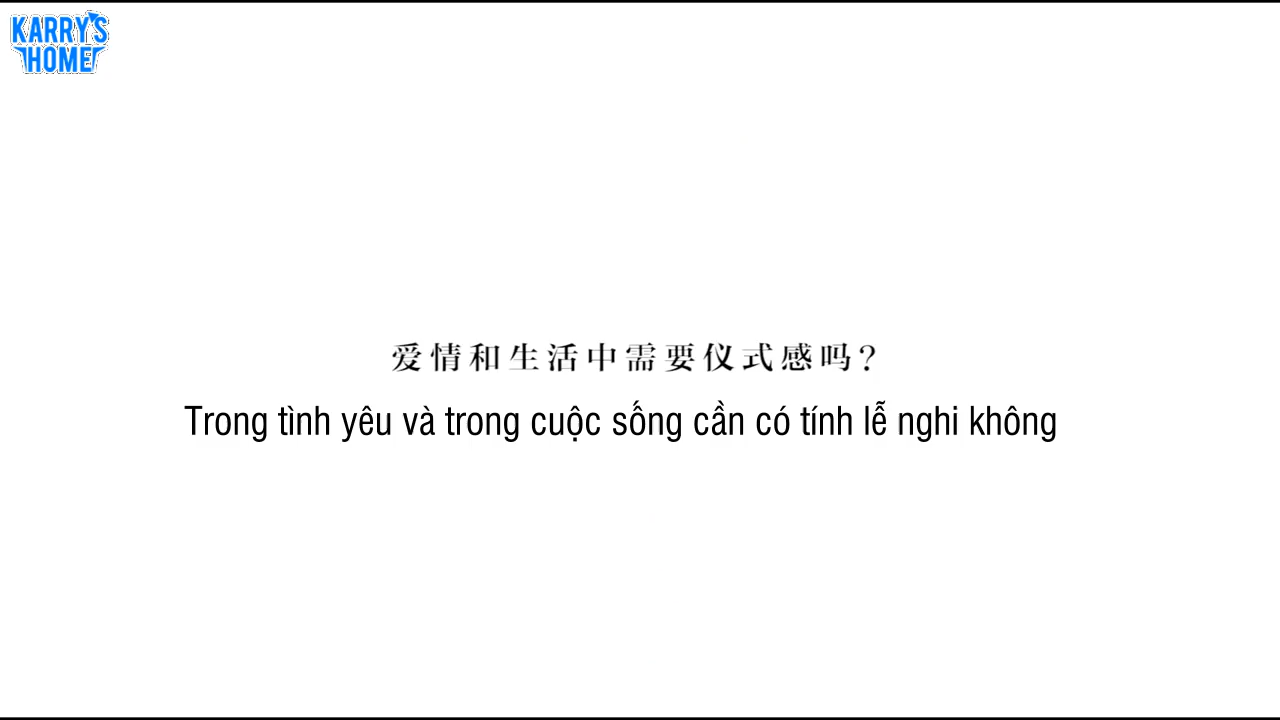 KARRY'S
HOME
爱情和生活中需要仪式感吗?
Trong tình yêu và trong cuộc sống cần có tính lễ nghi không